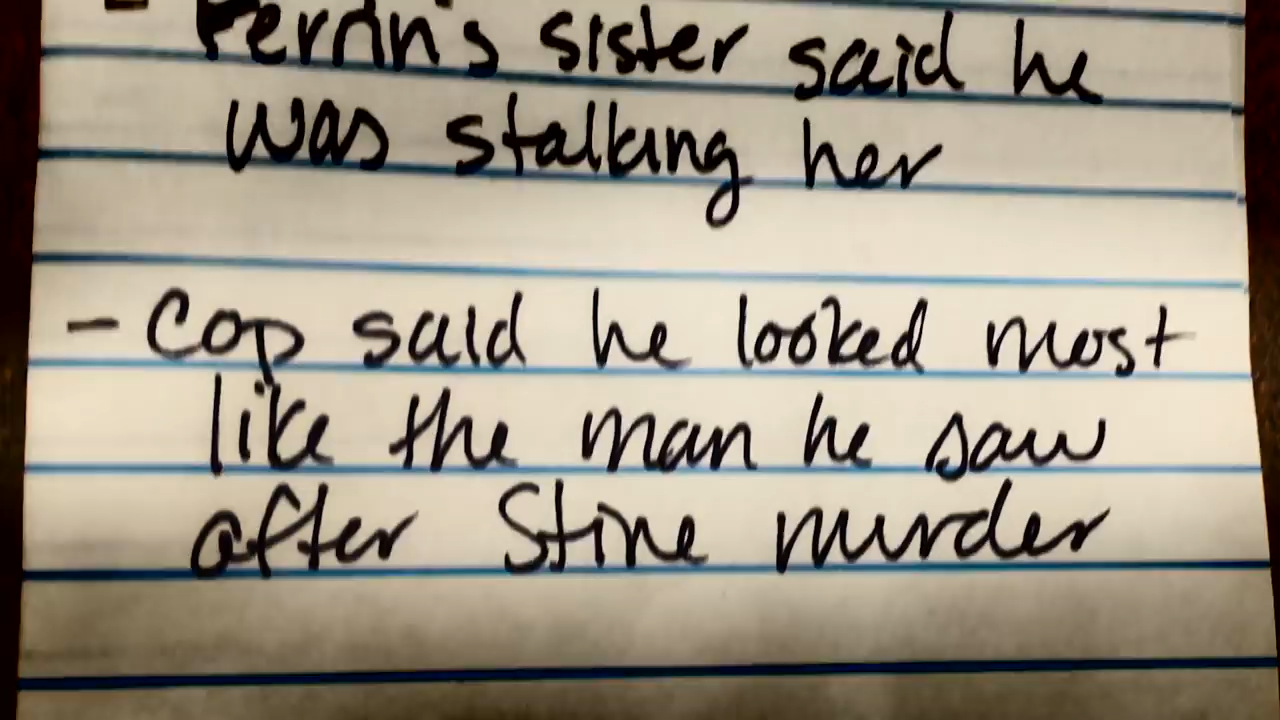 - Ferrin's sister said he
was stalking her
- Cop said he looked most
like the man he saw
after Stine murder